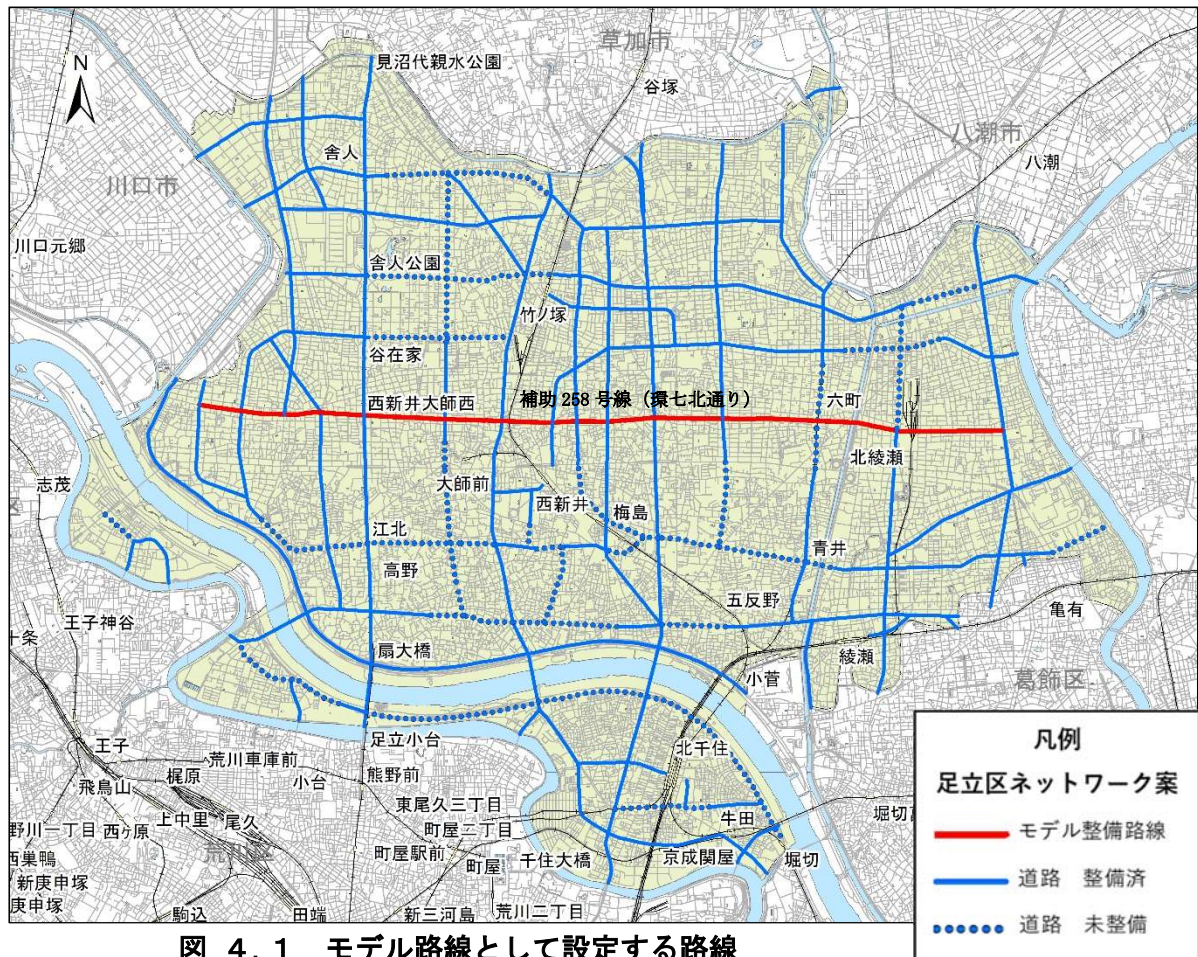 草加市
見沼代親水公園
N
谷塚
八潮市
八潮
舎人
川口市
川口元郷
舎人公園
竹ノ塚
谷在家
西新井大師西
補助258号線（環七北通り）
六町
北綾瀬
志茂
大師前
西新井
梅島
江北
青井
高野
五反野
亀有
王子神谷
十条
扇大橋
綾瀬
小菅
葛飾区
足立小台
北千住
王子
荒川車庫前
飛鳥山
梶原
小台
熊野前
上中里
尾久
東尾久三丁目
牛田
西ヶ原
町屋二丁目
西巣鴨
荒川区
町屋駅前
千住大橋
京成関屋
堀切
新庚申塚
町屋
庚申塚
駒込
田端
新三河島
荒川二丁目
凡例
足立区ネットワーク案
モデル整備路線
道路　整備済
道路　未整備
図 4.1　モデル路線として設定する路線